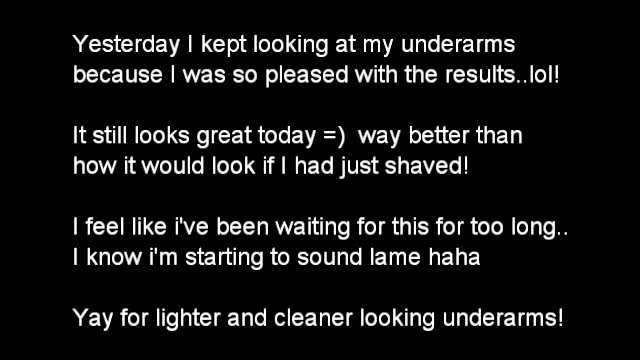 Yesterday I kept looking at my underarms
because I was so pleased with the results..lol!
It still looks great today =)  way better than
how it would look if I had just shaved!
I feel like i've been waiting for this for too long..
I know i'm starting to sound lame haha
Yay for lighter and cleaner looking underarms!